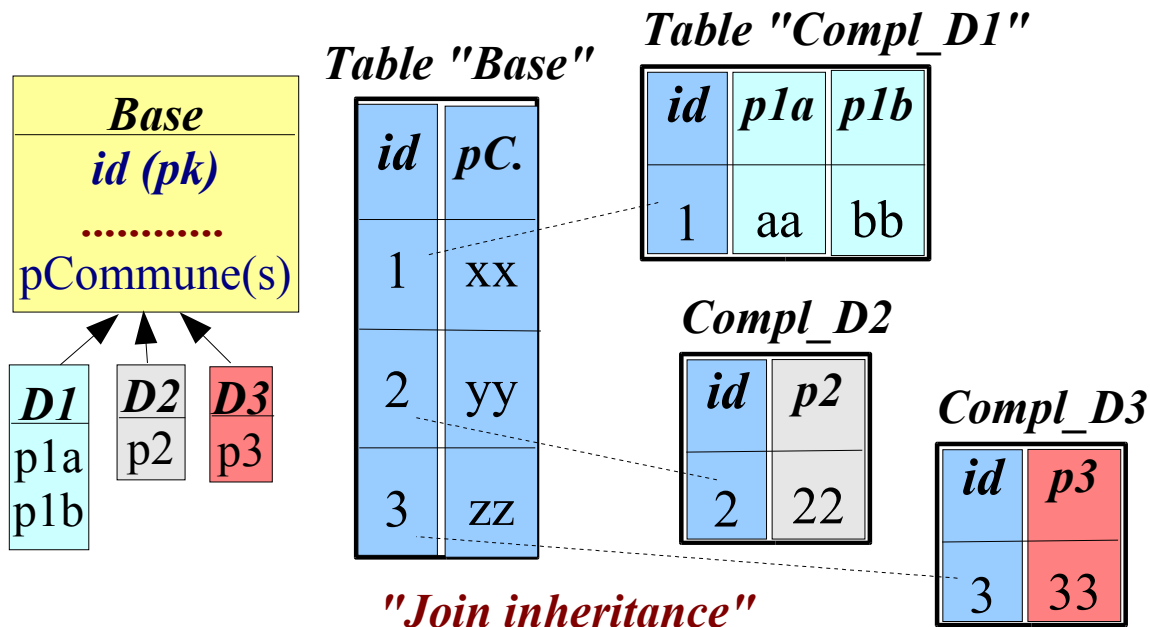 Base
id (pk)
............
pCommune(s)
D1
p1a
p1b
D2
p2
D3
p3
Table "Base"
id pC.
1 xx
2 yy
3 zz
Table "Compl_D1"
id p1a p1b
1 aa bb
Compl_D2
id p2
2 22
Compl_D3
id p3
3 33
"Join inheritance"